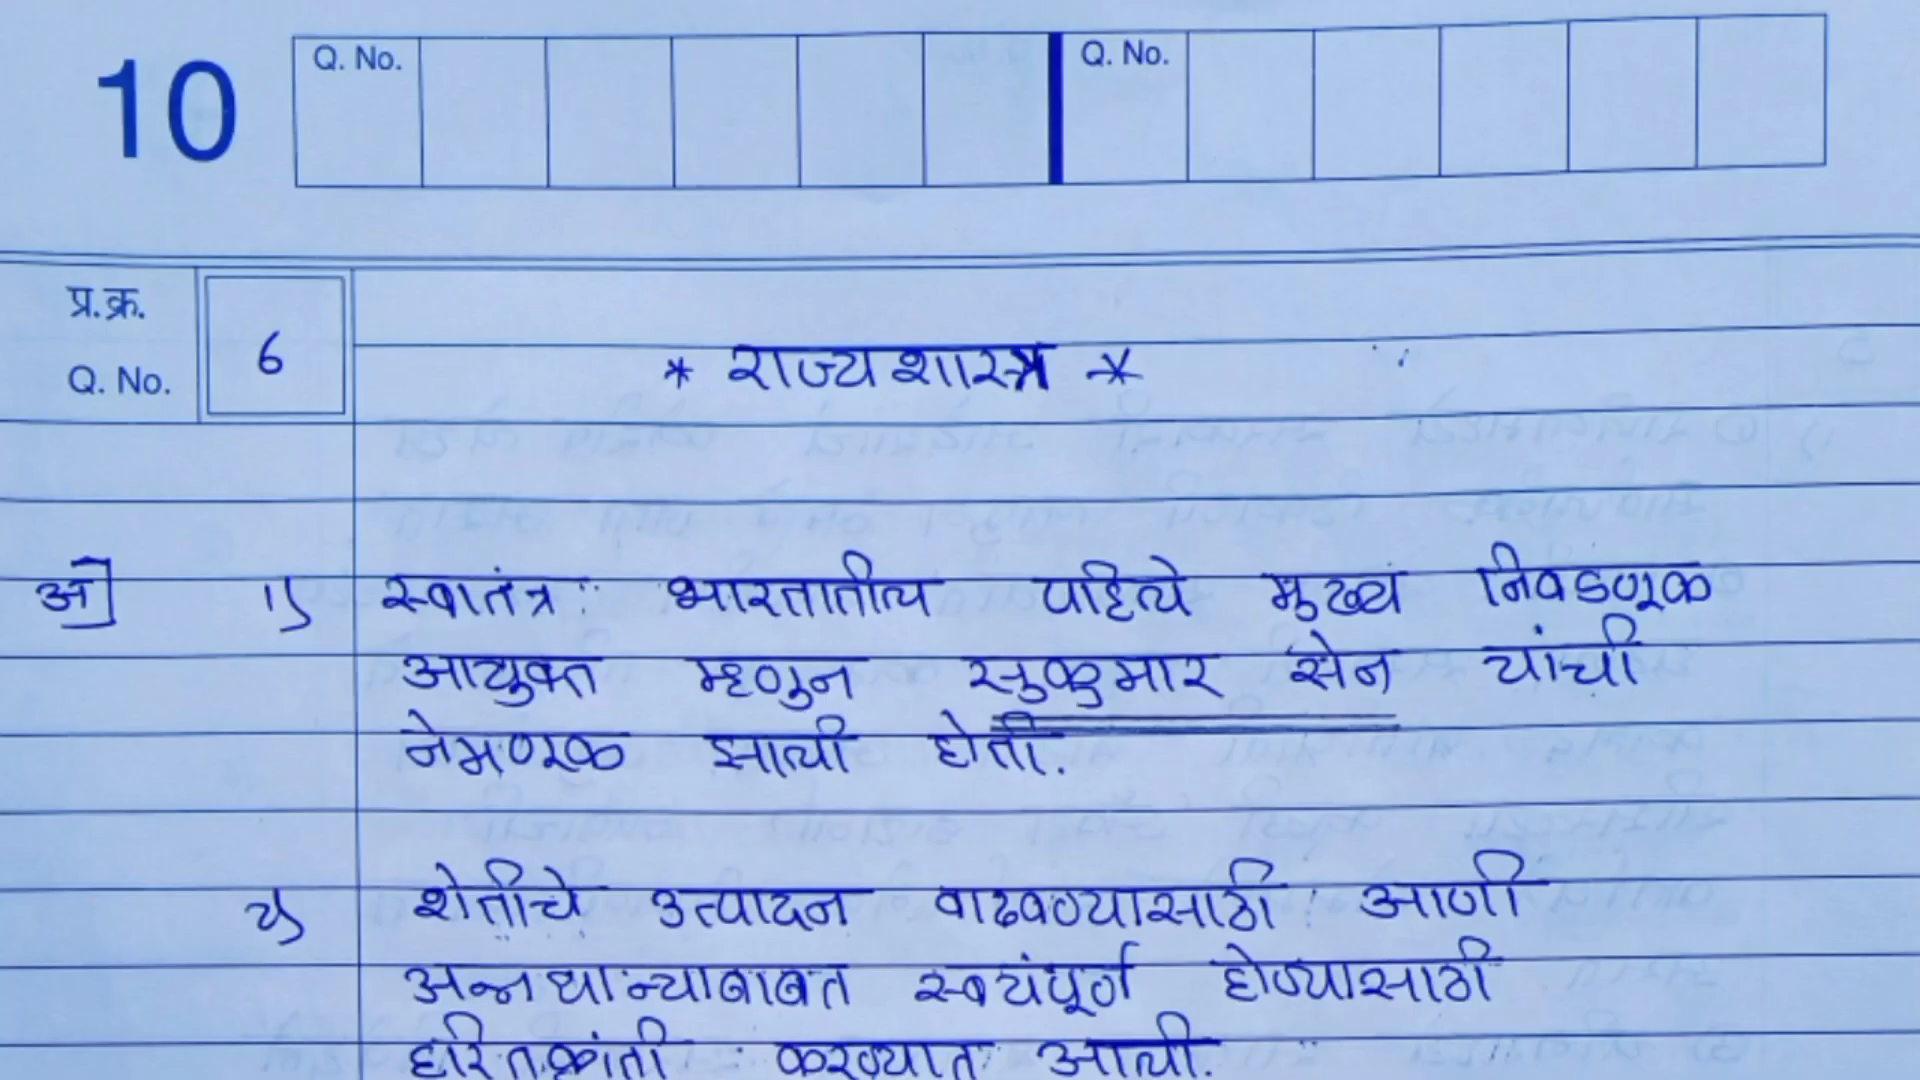 10 Q. No. Q. No.
प्र.क्र.
Q. No. 6
* राज्यशास्त्र *
अ] 1) स्वातंत्र भारतातील पहिले मुख्य निवडणूक
आयुक्त म्हणुन सुकुमार सेन यांची
नेमणूक झाली होती.
2) शेतीचे उत्पादन वाढवण्यासाठी आणी
अन्नधान्याबाबत स्वयंपूर्ण होण्यासाठी
हरितक्रांती करण्यात आली.